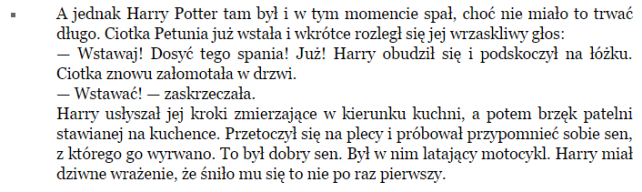 A jednak Harry Potter tam był i w tym momencie spał, choć nie miało to trwać
długo. Ciotka Petunia już wstała i wkrótce rozległ się jej wrzaskliwy głos:
— Wstawaj! Dosyć tego spania! Już! Harry obudził się i podskoczył na łóżku.
Ciotka znowu załomotała w drzwi.
— Wstawać! — zaskrzeczała.
Harry usłyszał jej kroki zmierzające w kierunku kuchni, a potem brzęk patelni
stawianej na kuchence. Przetoczył się na plecy i próbował przypomnieć sobie sen,
z którego go wyrwano. To był dobry sen. Był w nim latający motocykl. Harry miał
dziwne wrażenie, że śniło mu się to nie po raz pierwszy.